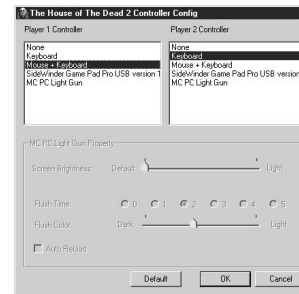 The House of The Dead 2 Controller Config
Player 1 Controller
Player 2 Controller
None
Keyboard
Mouse + Keyboard
SideWinder Game Pad Pro USB version 1
MC PC Light Gun
None
Keyboard
Mouse + Keyboard
SideWinder Game Pad Pro USB version
MC PC Light Gun
MC PC Light Gun Property
Screen Brightness: Default Light
Flush Time: 0 1 2 3 4 5
Flush Color: Dark Light
Auto Reload
Default OK Cancel